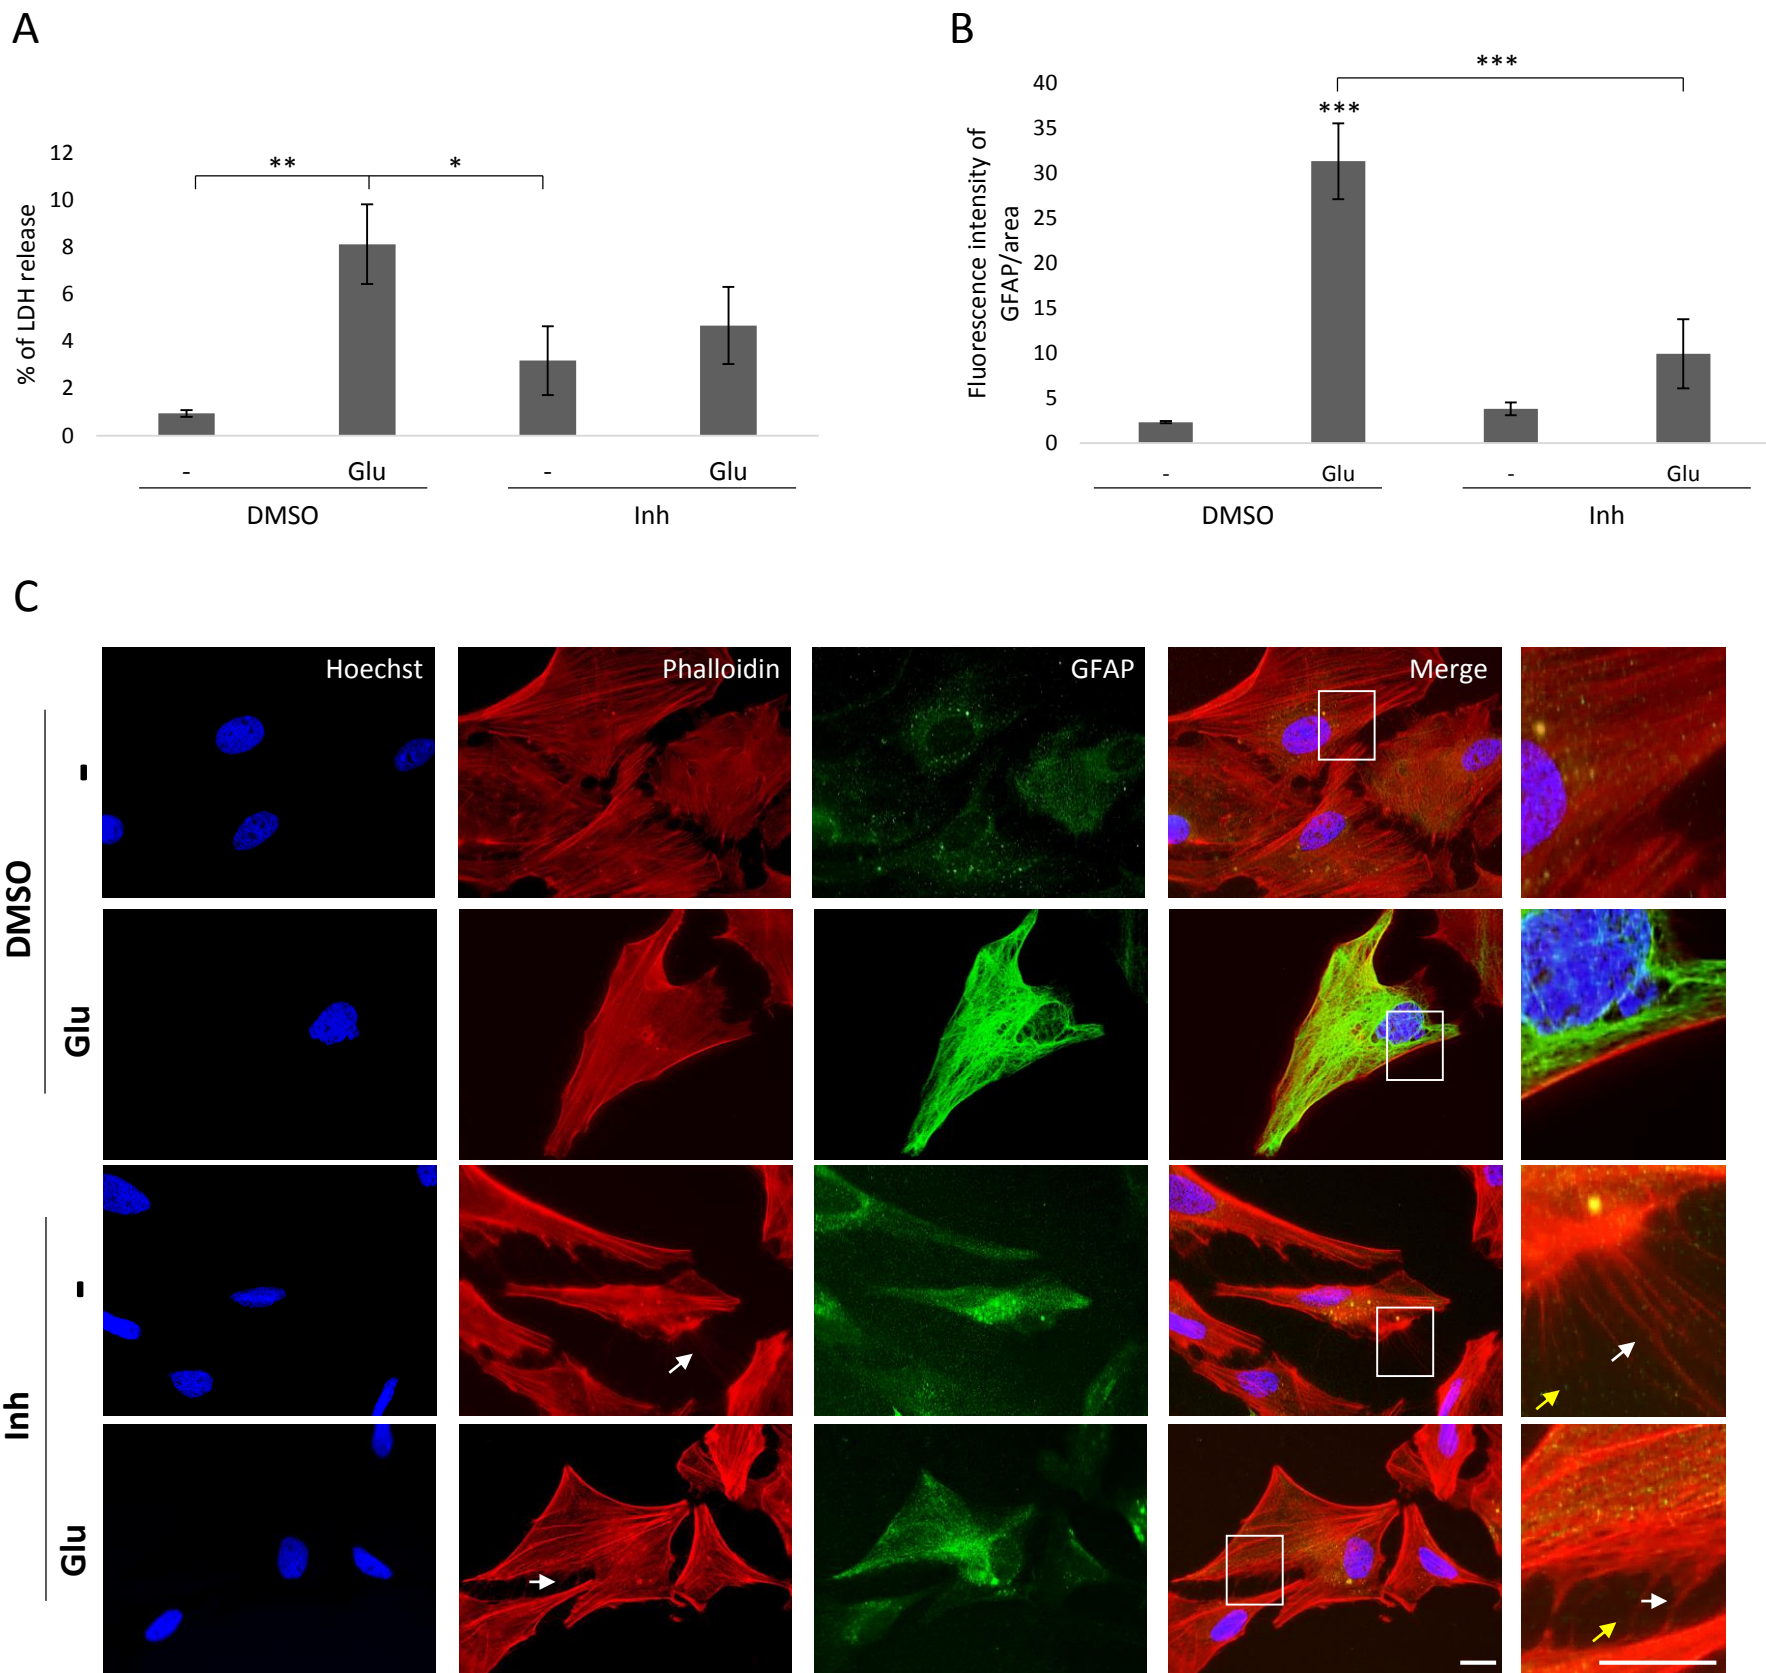 A
% of LDH release
12
10
8
6
4
2
0
** *
- Glu - Glu
DMSO Inh
B
Fluorescence intensity of
GFAP/area
40
35
30
25
20
15
10
5
0
***
***
- Glu - Glu
DMSO Inh
C
Hoechst Phalloidin GFAP Merge
DMSO
-
Glu
Inh
-
Glu